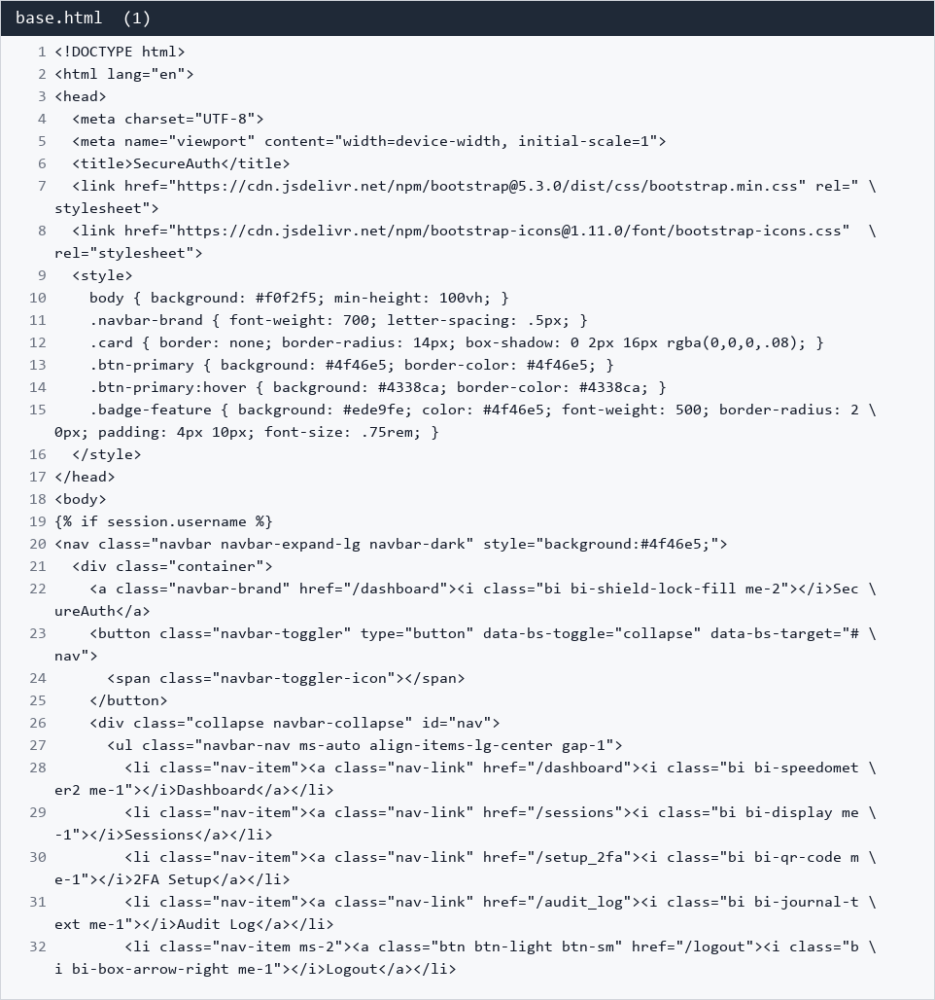 base.html  (1)
1 <!DOCTYPE html>
2 <html lang="en">
3 <head>
4   <meta charset="UTF-8">
5   <meta name="viewport" content="width=device-width, initial-scale=1">
6   <title>SecureAuth</title>
7   <link href="https://cdn.jsdelivr.net/npm/bootstrap@5.3.0/dist/css/bootstrap.min.css" rel=" \
stylesheet">
8   <link href="https://cdn.jsdelivr.net/npm/bootstrap-icons@1.11.0/font/bootstrap-icons.css"  \
rel="stylesheet">
9   <style>
10     body { background: #f0f2f5; min-height: 100vh; }
11     .navbar-brand { font-weight: 700; letter-spacing: .5px; }
12     .card { border: none; border-radius: 14px; box-shadow: 0 2px 16px rgba(0,0,0,.08); }
13     .btn-primary { background: #4f46e5; border-color: #4f46e5; }
14     .btn-primary:hover { background: #4338ca; border-color: #4338ca; }
15     .badge-feature { background: #ede9fe; color: #4f46e5; font-weight: 500; border-radius: 2 \
0px; padding: 4px 10px; font-size: .75rem; }
16   </style>
17 </head>
18 <body>
19 {% if session.username %}
20 <nav class="navbar navbar-expand-lg navbar-dark" style="background:#4f46e5;">
21   <div class="container">
22     <a class="navbar-brand" href="/dashboard"><i class="bi bi-shield-lock-fill me-2"></i>Sec \
ureAuth</a>
23     <button class="navbar-toggler" type="button" data-bs-toggle="collapse" data-bs-target="# \
nav">
24       <span class="navbar-toggler-icon"></span>
25     </button>
26     <div class="collapse navbar-collapse" id="nav">
27       <ul class="navbar-nav ms-auto align-items-lg-center gap-1">
28         <li class="nav-item"><a class="nav-link" href="/dashboard"><i class="bi bi-speedomet \
er2 me-1"></i>Dashboard</a></li>
29         <li class="nav-item"><a class="nav-link" href="/sessions"><i class="bi bi-display me \
-1"></i>Sessions</a></li>
30         <li class="nav-item"><a class="nav-link" href="/setup_2fa"><i class="bi bi-qr-code m \
e-1"></i>2FA Setup</a></li>
31         <li class="nav-item"><a class="nav-link" href="/audit_log"><i class="bi bi-journal-t \
ext me-1"></i>Audit Log</a></li>
32         <li class="nav-item ms-2"><a class="btn btn-light btn-sm" href="/logout"><i class="b \
i bi-box-arrow-right me-1"></i>Logout</a></li>